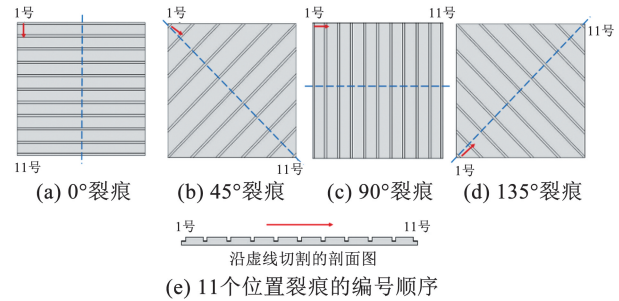 1号
1号
1号
11号
1号
11号
11号
11号
(a) 0°裂痕
(b) 45°裂痕
(c) 90°裂痕
(d) 135°裂痕
1号
11号
沿虚线切割的剖面图
(e) 11个位置裂痕的编号顺序